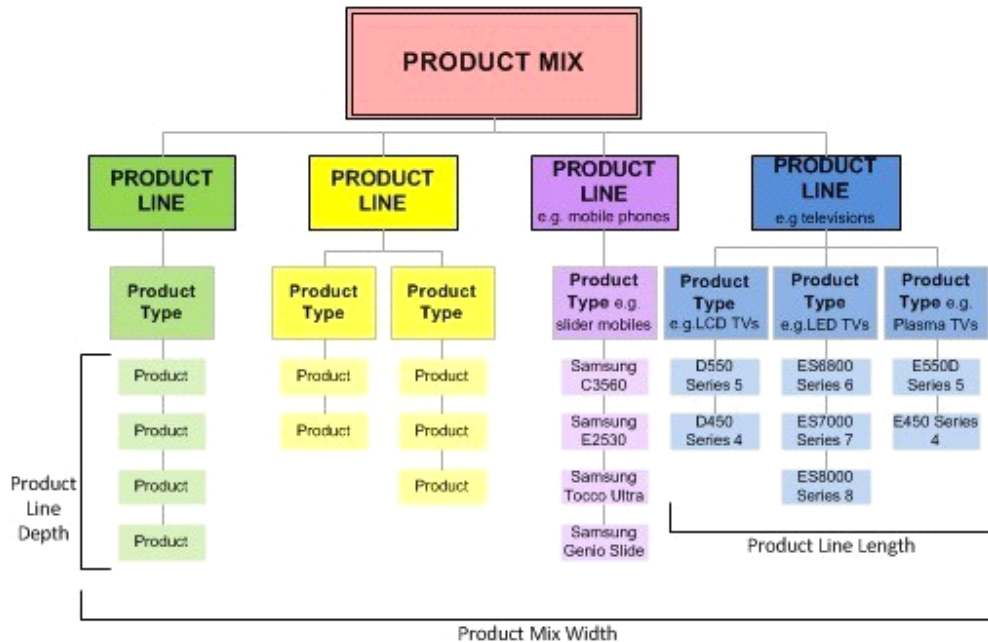 PRODUCT MIX
PRODUCT
LINE
PRODUCT
LINE
PRODUCT
LINE
e.g. mobile phones
PRODUCT
LINE
e.g televisions
Product
Type
Product
Type
Product
Type
Product
Type e.g.
slider mobiles
Product
Type
e.g.LCD TVs
Product
Type
e.g.LED TVs
Product
Type e.g.
Plasma TVs
Product
Product
Product
Product
Product
Product
Product
Product
Product
Samsung
C3560
Samsung
E2530
Samsung
Tocco Ultra
Samsung
Genio Slide
D550
Series 5
D450
Series 4
ES6800
Series 6
ES7000
Series 7
ES8000
Series 8
E550D
Series 5
E450 Series
4
Product
Line
Depth
Product Line Length
Product Mix Width